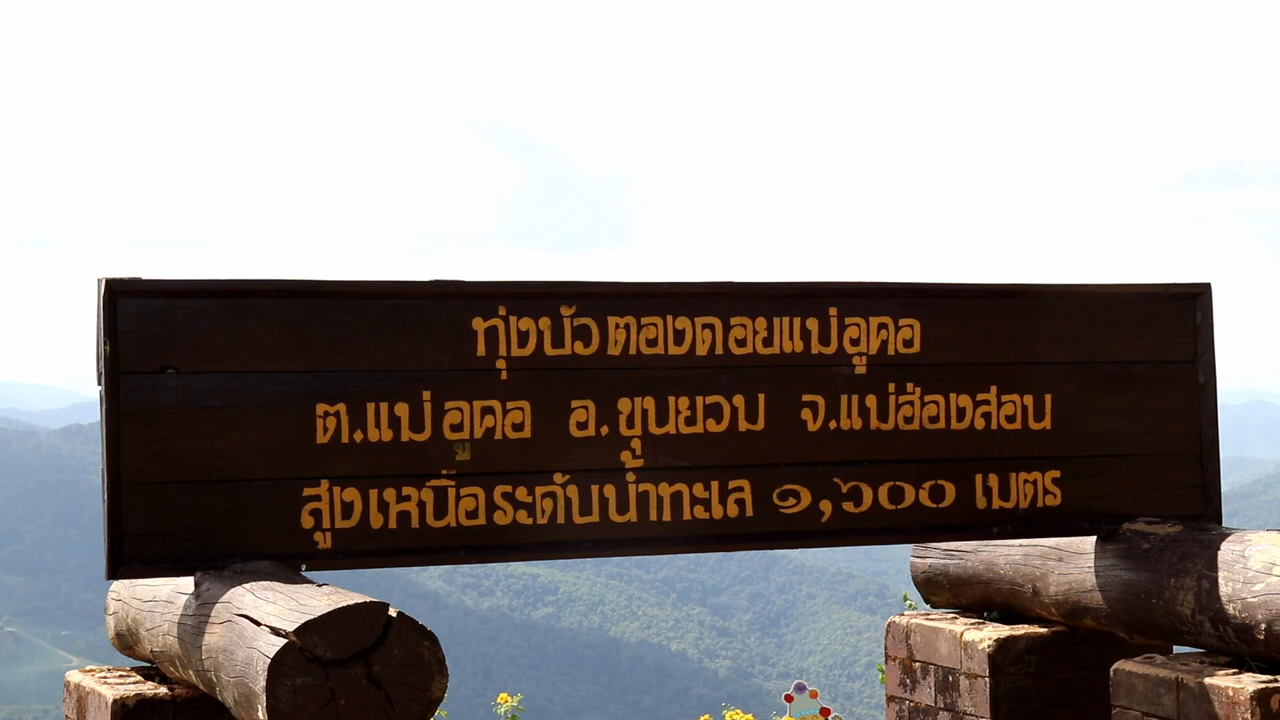 ทุ่งบัวตองดอยแม่อูคอ
ต.แม่อูคอ อ.ขุนยวม จ.แม่ฮ่องสอน
สูงเหนือระดับน้ำทะเล ๑,๖๐๐ เมตร